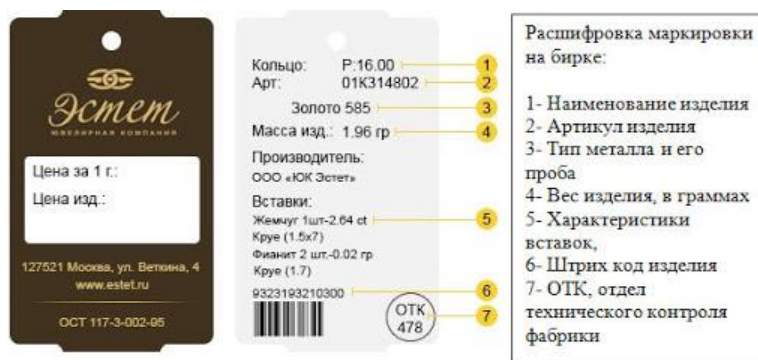 Эстет
ЮВЕЛИРНАЯ КОМПАНИЯ
Цена за 1 г.:
Цена изд.:
127521 Москва, ул. Веткина, 4
www.estet.ru
ОСТ 117-3-002-95
Кольцо: Р:16.00 1
Арт: 01К314802 2
Золото 585 3
Масса изд.: 1.96 гр 4
Производитель:
ООО «ЮК Эстет»
Вставки:
Жемчуг 1шт-2.64 ct 5
Круе (1.5х7)
Фианит 2 шт.-0.02 гр
Круе (1.7)
9323193210300 6
ОТК
478 7
Расшифровка маркировки
на бирке:
1- Наименование изделия
2- Артикул изделия
3- Тип металла и его
проба
4- Вес изделия, в граммах
5- Характеристики
вставок,
6- Штрих код изделия
7- ОТК, отдел
технического контроля
фабрики